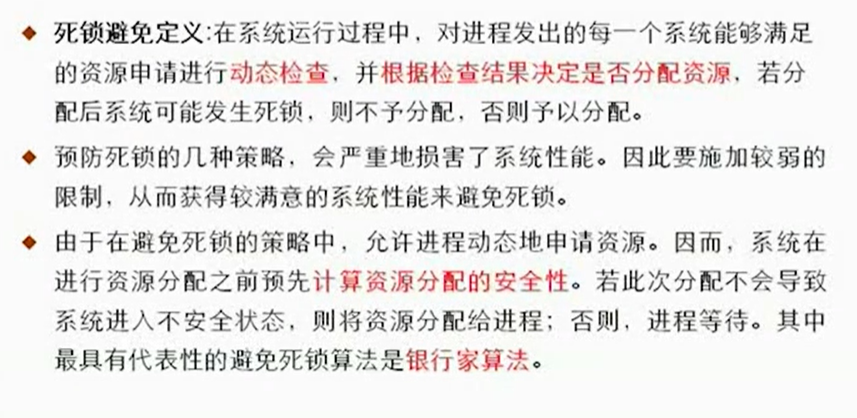 ◆ 死锁避免定义:在系统运行过程中，对进程发出的每一个系统能够满足
的资源申请进行动态检查，并根据检查结果决定是否分配资源，若分
配后系统可能发生死锁，则不予分配，否则予以分配。
◆ 预防死锁的几种策略，会严重地损害了系统性能。因此要施加较弱的
限制，从而获得较满意的系统性能来避免死锁。
◆ 由于在避免死锁的策略中，允许进程动态地申请资源。因而，系统在
进行资源分配之前预先计算资源分配的安全性。若此次分配不会导致
系统进入不安全状态，则将资源分配给进程；否则，进程等待。其中
最具有代表性的避免死锁算法是银行家算法。